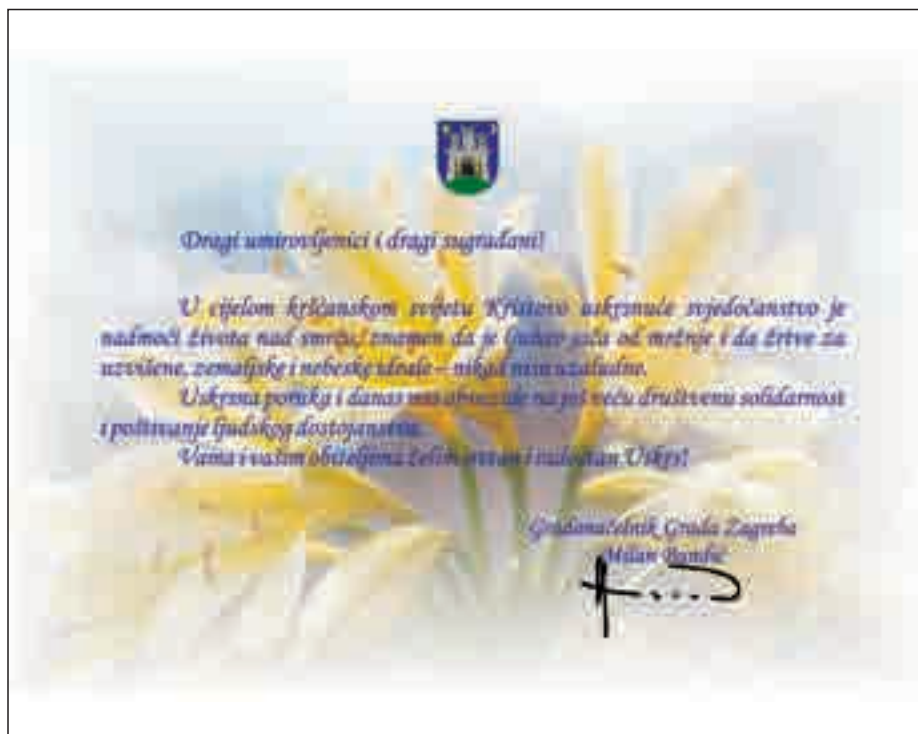 Dragi umirovljenici i dragi sugrađani!
U cijelom kršćanskom svijetu Kristovo uskrsnuće svjedočanstvo je
nadmoći života nad smrću, znamen da je ljubav jača od mržnje i da žrtve za
uzvišene, zemaljske i nebeske ideale – nikad nisu uzaludne.
Uskrsna poruka i danas nas obvezuje na još veću društvenu solidarnost
i poštivanje ljudskog dostojanstva.
Vama i vašim obiteljima želim sretan i Uskrs!
Gradonačelnik Grada Zagreba
Milan Bandić